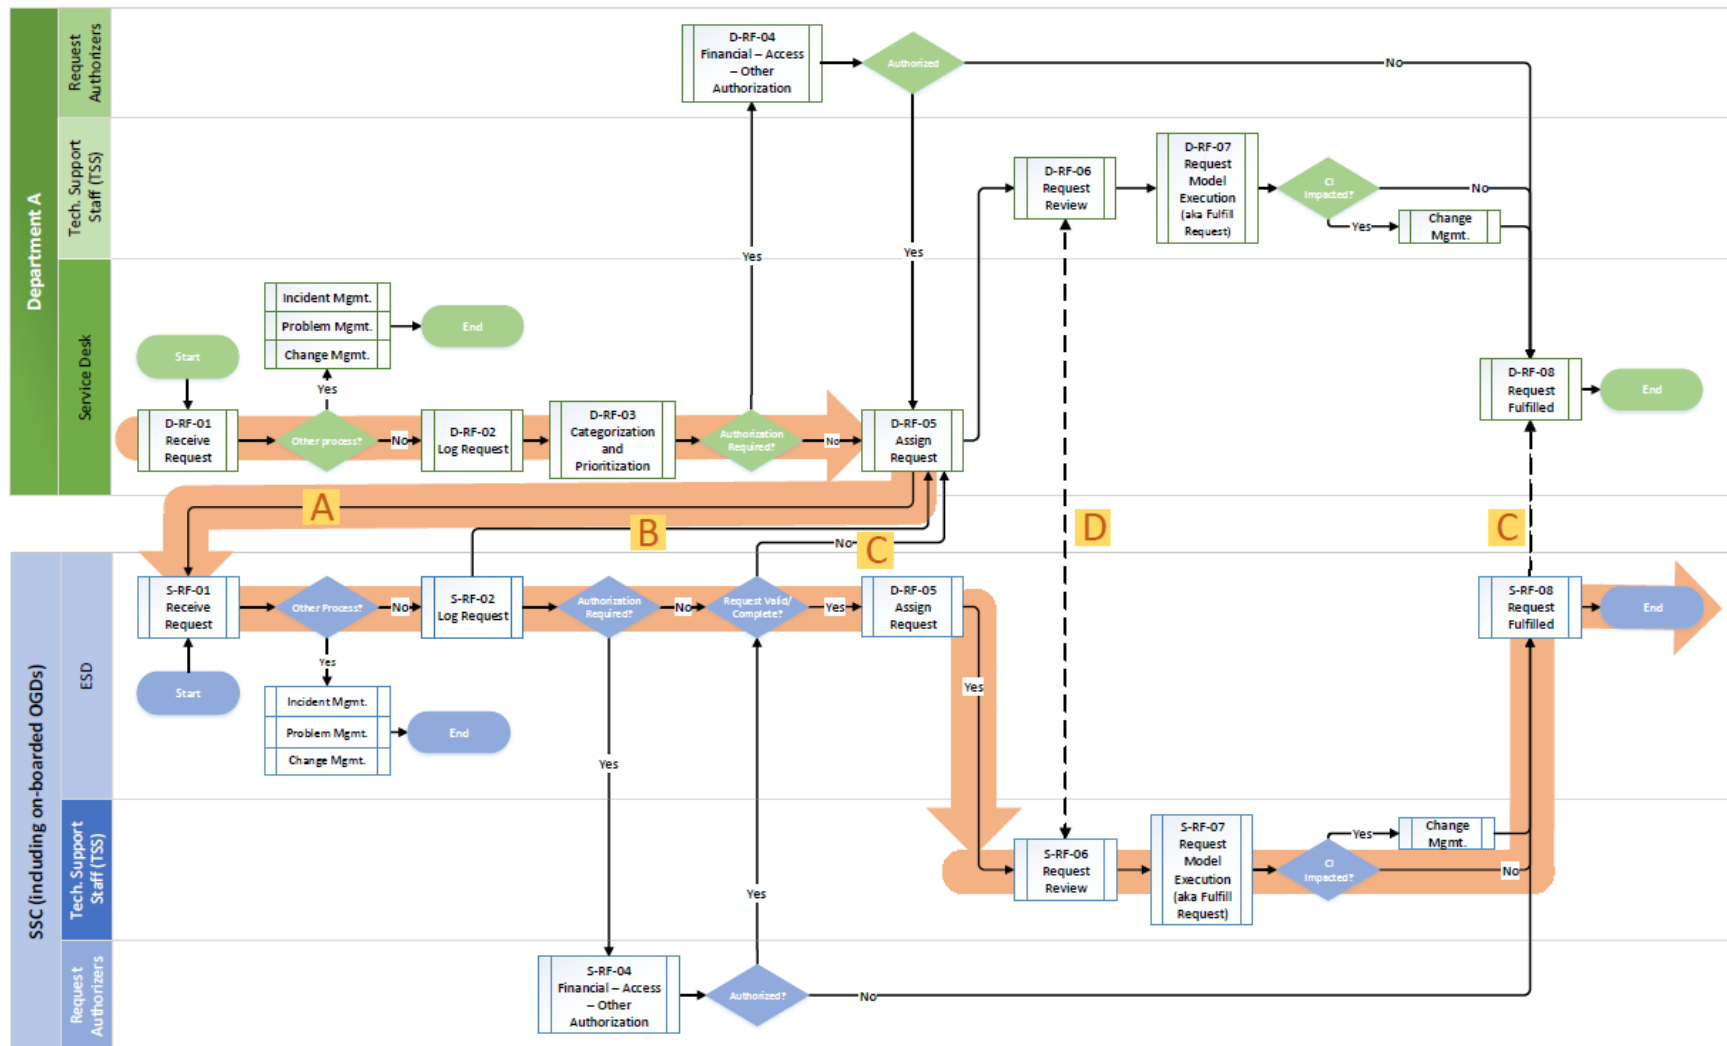 Department A
Request
Authorizers
D-RF-04
Financial – Access
– Other
Authorization
Authorized
No
Tech. Support
Staff (TSS)
D-RF-06
Request
Review
D-RF-07
Request
Model
Execution
(aka Fulfill
Request)
CI
Impacted?
No
Yes
Change
Mgmt.
Yes
Yes
Service Desk
Start
Incident Mgmt.
Problem Mgmt.
Change Mgmt.
End
Yes
D-RF-01
Receive
Request
Other process?
No
D-RF-02
Log Request
D-RF-03
Categorization
and
Prioritization
Authorization
Required?
No
D-RF-05
Assign
Request
D-RF-08
Request
Fulfilled
End
A
B
No
C
D
C
SSC (including on-boarded OGDs)
ESD
S-RF-01
Receive
Request
Other Process?
No
S-RF-02
Log Request
Authorization
Required?
No
Request Valid/
Complete?
Yes
D-RF-05
Assign
Request
S-RF-08
Request
Fulfilled
End
Start
Yes
Incident Mgmt.
Problem Mgmt.
Change Mgmt.
End
Yes
Yes
Tech. Support
Staff (TSS)
S-RF-06
Request
Review
S-RF-07
Request
Model
Execution
(aka Fulfill
Request)
CI
Impacted?
Yes
Change
Mgmt.
No
Yes
Request
Authorizers
S-RF-04
Financial – Access
– Other
Authorization
Authorized?
No